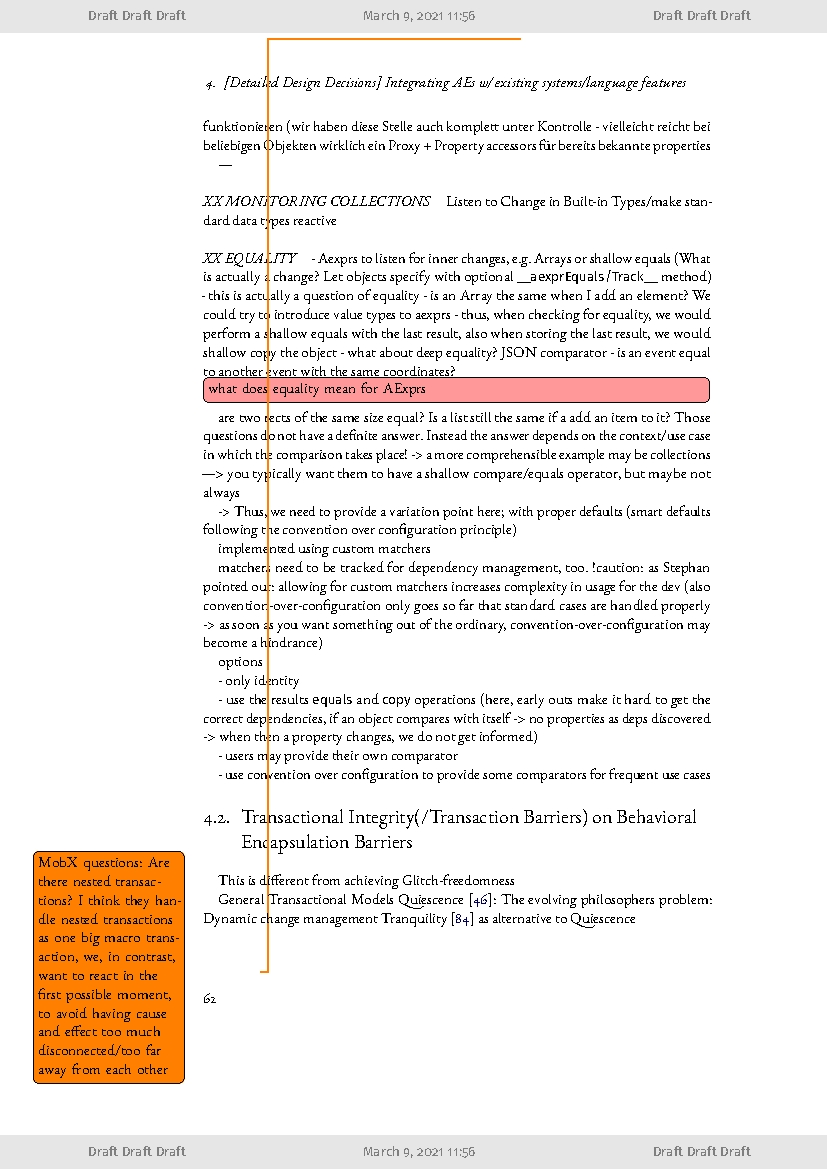 Draft Draft Draft March 9, 2021 11:56 Draft Draft Draft
4. [Detailed Design Decisions] Integrating AEs w/ existing systems/language features
funktionieren (wir haben diese Stelle auch komplett unter Kontrolle - vielleicht reicht bei
beliebigen Objekten wirklich ein Proxy + Property accessors für bereits bekannte properties
—
XX MONITORING COLLECTIONS Listen to Change in Built-in Types/make stan-
dard data types reactive
XX EQUALITY - Aexprs to listen for inner changes, e.g. Arrays or shallow equals (What
is actually a change? Let objects specify with optional __aexprEquals/Track__ method)
- this is actually a question of equality - is an Array the same when I add an element? We
could try to introduce value types to aexprs - thus, when checking for equality, we would
perform a shallow equals with the last result, also when storing the last result, we would
shallow copy the object - what about deep equality? JSON comparator - is an event equal
to another event with the same coordinates?
what does equality mean for AExprs
are two rects of the same size equal? Is a list still the same if a add an item to it? Those
questions do not have a definite answer. Instead the answer depends on the context/use case
in which the comparison takes place! -> a more comprehensible example may be collections
—> you typically want them to have a shallow compare/equals operator, but maybe not
always
-> Thus, we need to provide a variation point here; with proper defaults (smart defaults
following the convention over configuration principle)
implemented using custom matchers
matchers need to be tracked for dependency management, too. !caution: as Stephan
pointed our: allowing for custom matchers increases complexity in usage for the dev (also
convention-over-configuration only goes so far that standard cases are handled properly
-> as soon as you want something out of the ordinary, convention-over-configuration may
become a hindrance)
options
- only identity
- use the results equals and copy operations (here, early outs make it hard to get the
correct dependencies, if an object compares with itself -> no properties as deps discovered
-> when then a property changes, we do not get informed)
- users may provide their own comparator
- use convention over configuration to provide some comparators for frequent use cases
4.2. Transactional Integrity(/Transaction Barriers) on Behavioral
Encapsulation Barriers
This is different from achieving Glitch-freedomness
General Transactional Models Quiescence [46]: The evolving philosophers problem:
Dynamic change management Tranquility [84] as alternative to Quiescence
MobX questions: Are
there nested transac-
tions? I think they han-
dle nested transactions
as one big macro trans-
action, we, in contrast,
want to react in the
first possible moment,
to avoid having cause
and effect too much
disconnected/too far
away from each other
62
Draft Draft Draft March 9, 2021 11:56 Draft Draft Draft